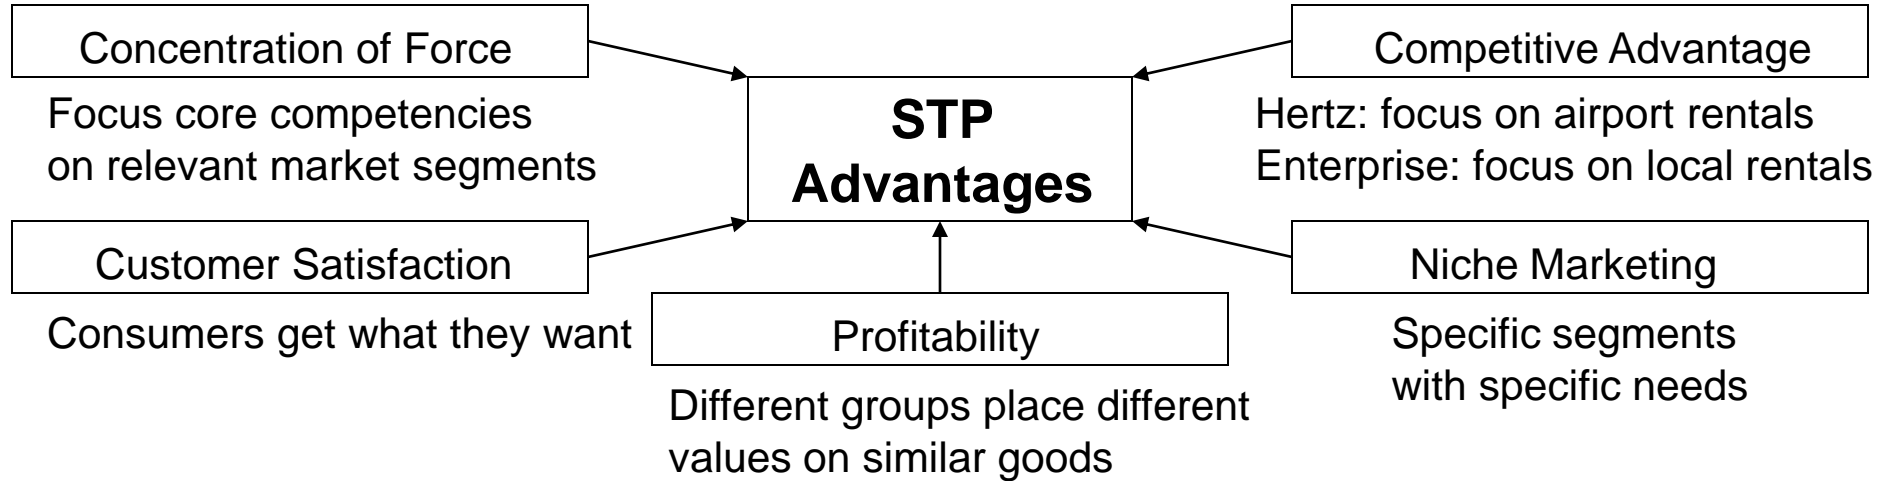 Concentration of Force
Focus core competencies
on relevant market segments
Customer Satisfaction
Consumers get what they want
STP
Advantages
Profitability
Different groups place different
values on similar goods
Competitive Advantage
Hertz: focus on airport rentals
Enterprise: focus on local rentals
Niche Marketing
Specific segments
with specific needs